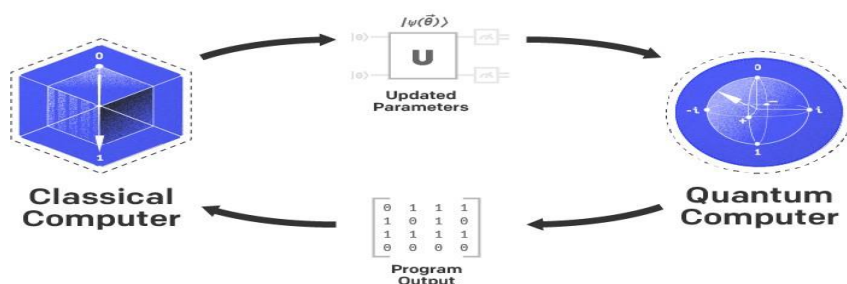 |ψ(θ⃗)⟩
0
|0⟩
U
|0⟩
1
Updated
Parameters
0
-i
i
+
−
1
Classical
Computer
Quantum
Computer
0 1 1 1
1 0 1 0
1 1 1 1
0 0 0 0
Program
Output